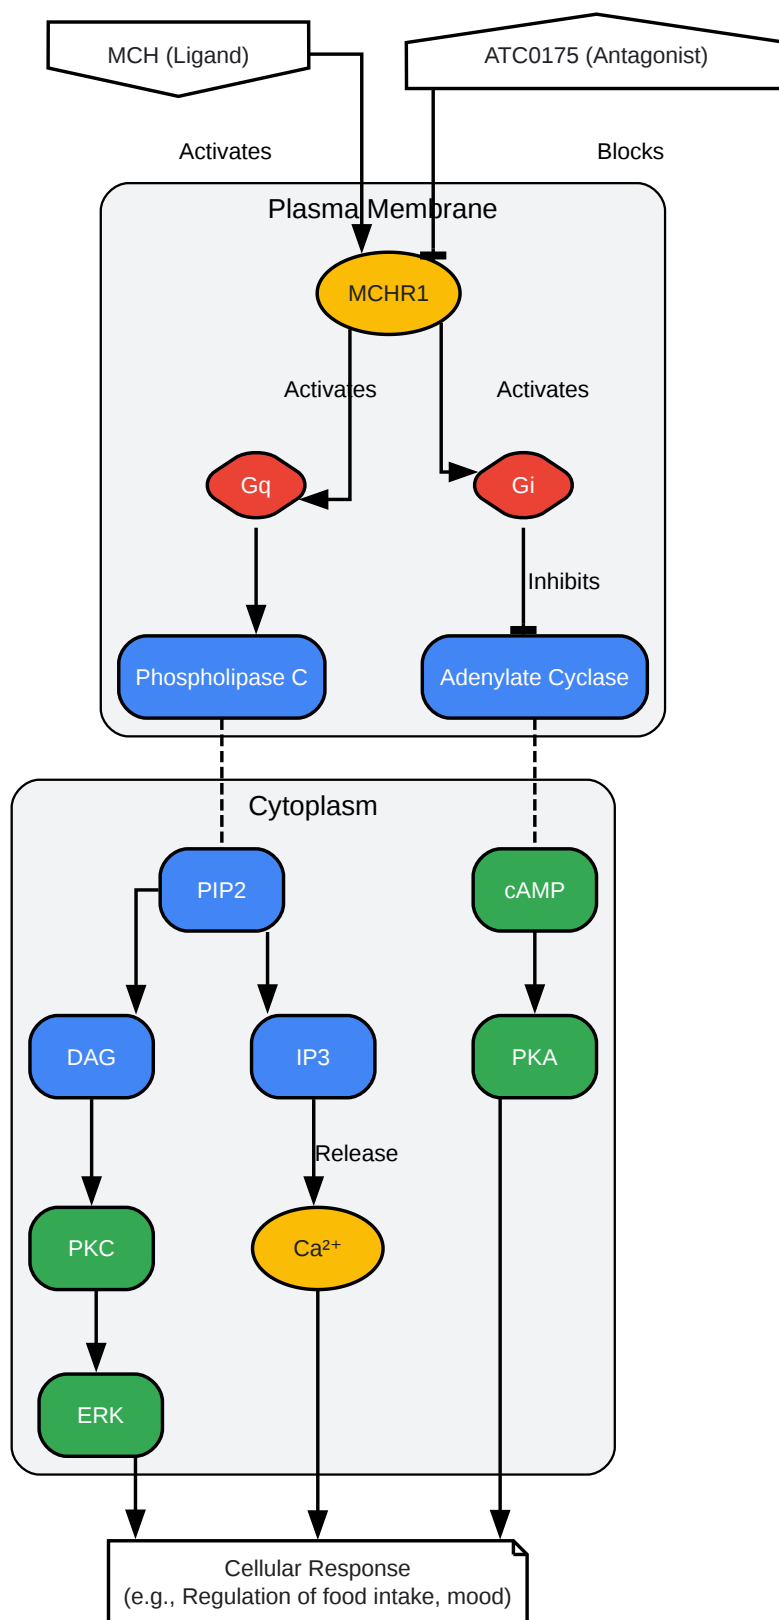 MCH (Ligand)
ATC0175 (Antagonist)
Activates
Blocks
Plasma Membrane
MCHR1
Activates
Activates
Gq
Gi
Inhibits
Phospholipase C
Adenylate Cyclase
Cytoplasm
PIP2
cAMP
DAG
IP3
PKA
Release
PKC
Ca²⁺
ERK
Cellular Response
(e.g., Regulation of food intake, mood)